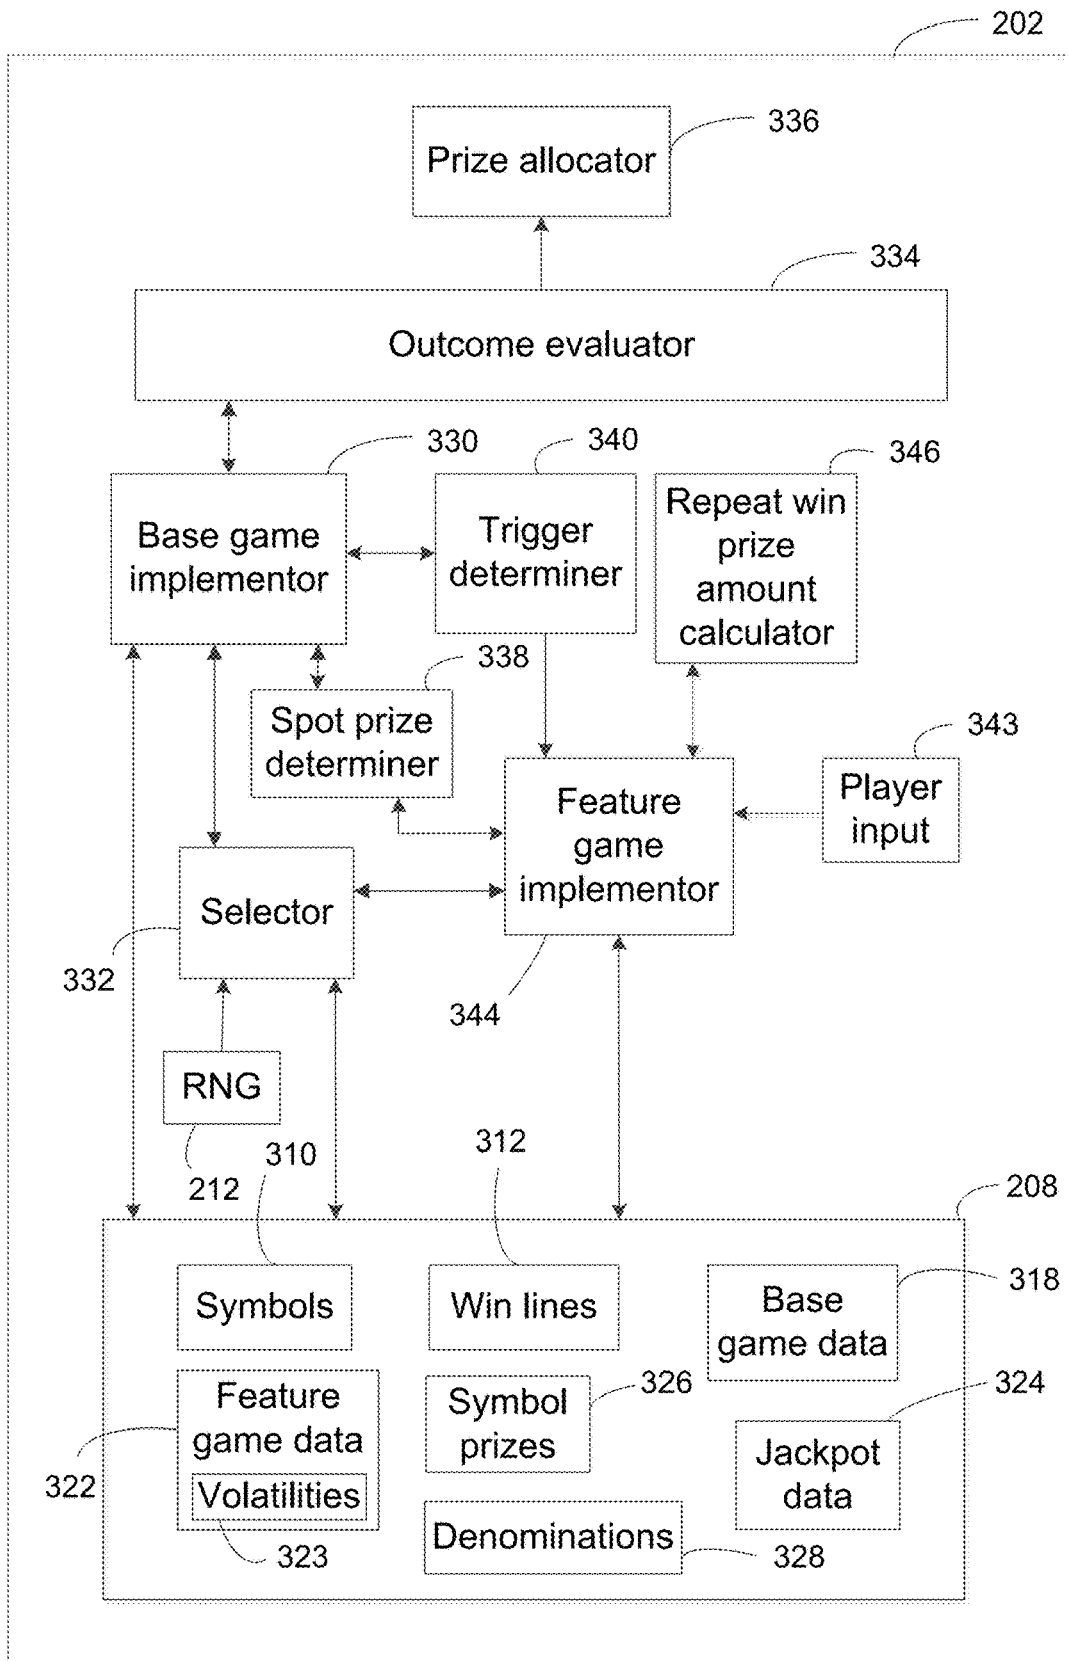 202
336
Prize allocator
334
Outcome evaluator
330
340
346
Base game
implementor
Trigger
determiner
Repeat win
prize
amount
calculator
338
Spot prize
determiner
343
Player
input
Feature
game
implementor
Selector
332
344
RNG
212
310
312
208
Symbols
Win lines
Base
game data
318
Feature
game data
Volatilities
322
323
Symbol
prizes
326
324
Jackpot
data
Denominations
328